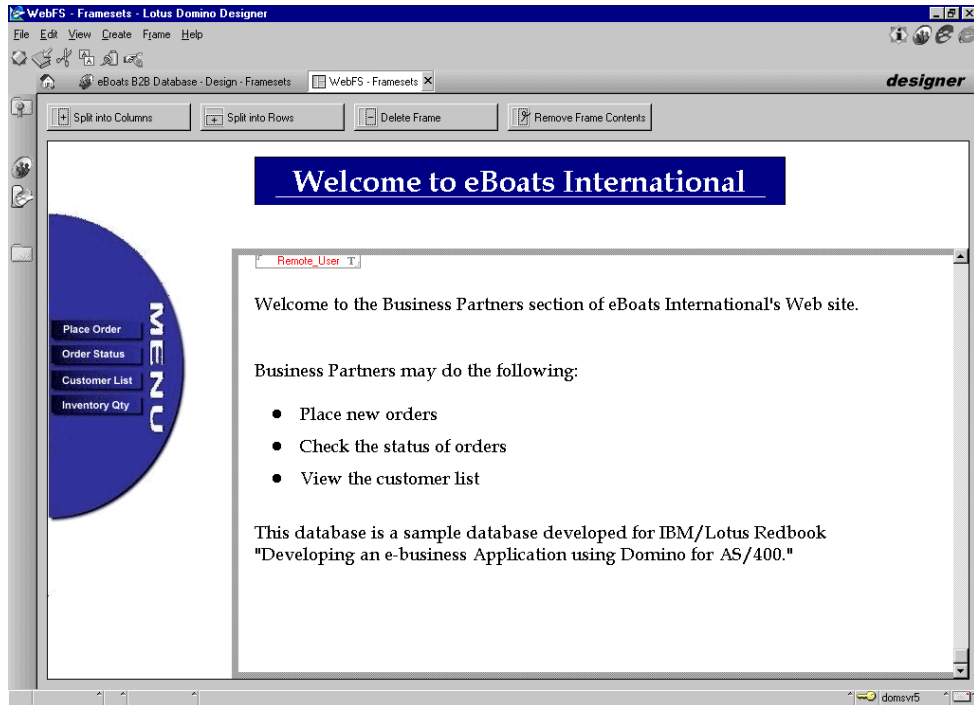 WebFS - Framesets - Lotus Domino Designer
File Edit View Create Frame Help
eBoats B2B Database - Design - Framesets
WebFS - Framesets
designer
Split into Columns
Split into Rows
Delete Frame
Remove Frame Contents
Welcome to eBoats International
Remote_User T
Welcome to the Business Partners section of eBoats International's Web site.
MENU
Place Order
Order Status
Customer List
Inventory Qty
Business Partners may do the following:
● Place new orders
● Check the status of orders
● View the customer list
This database is a sample database developed for IBM/Lotus Redbook
"Developing an e-business Application using Domino for AS/400."
domsvr5